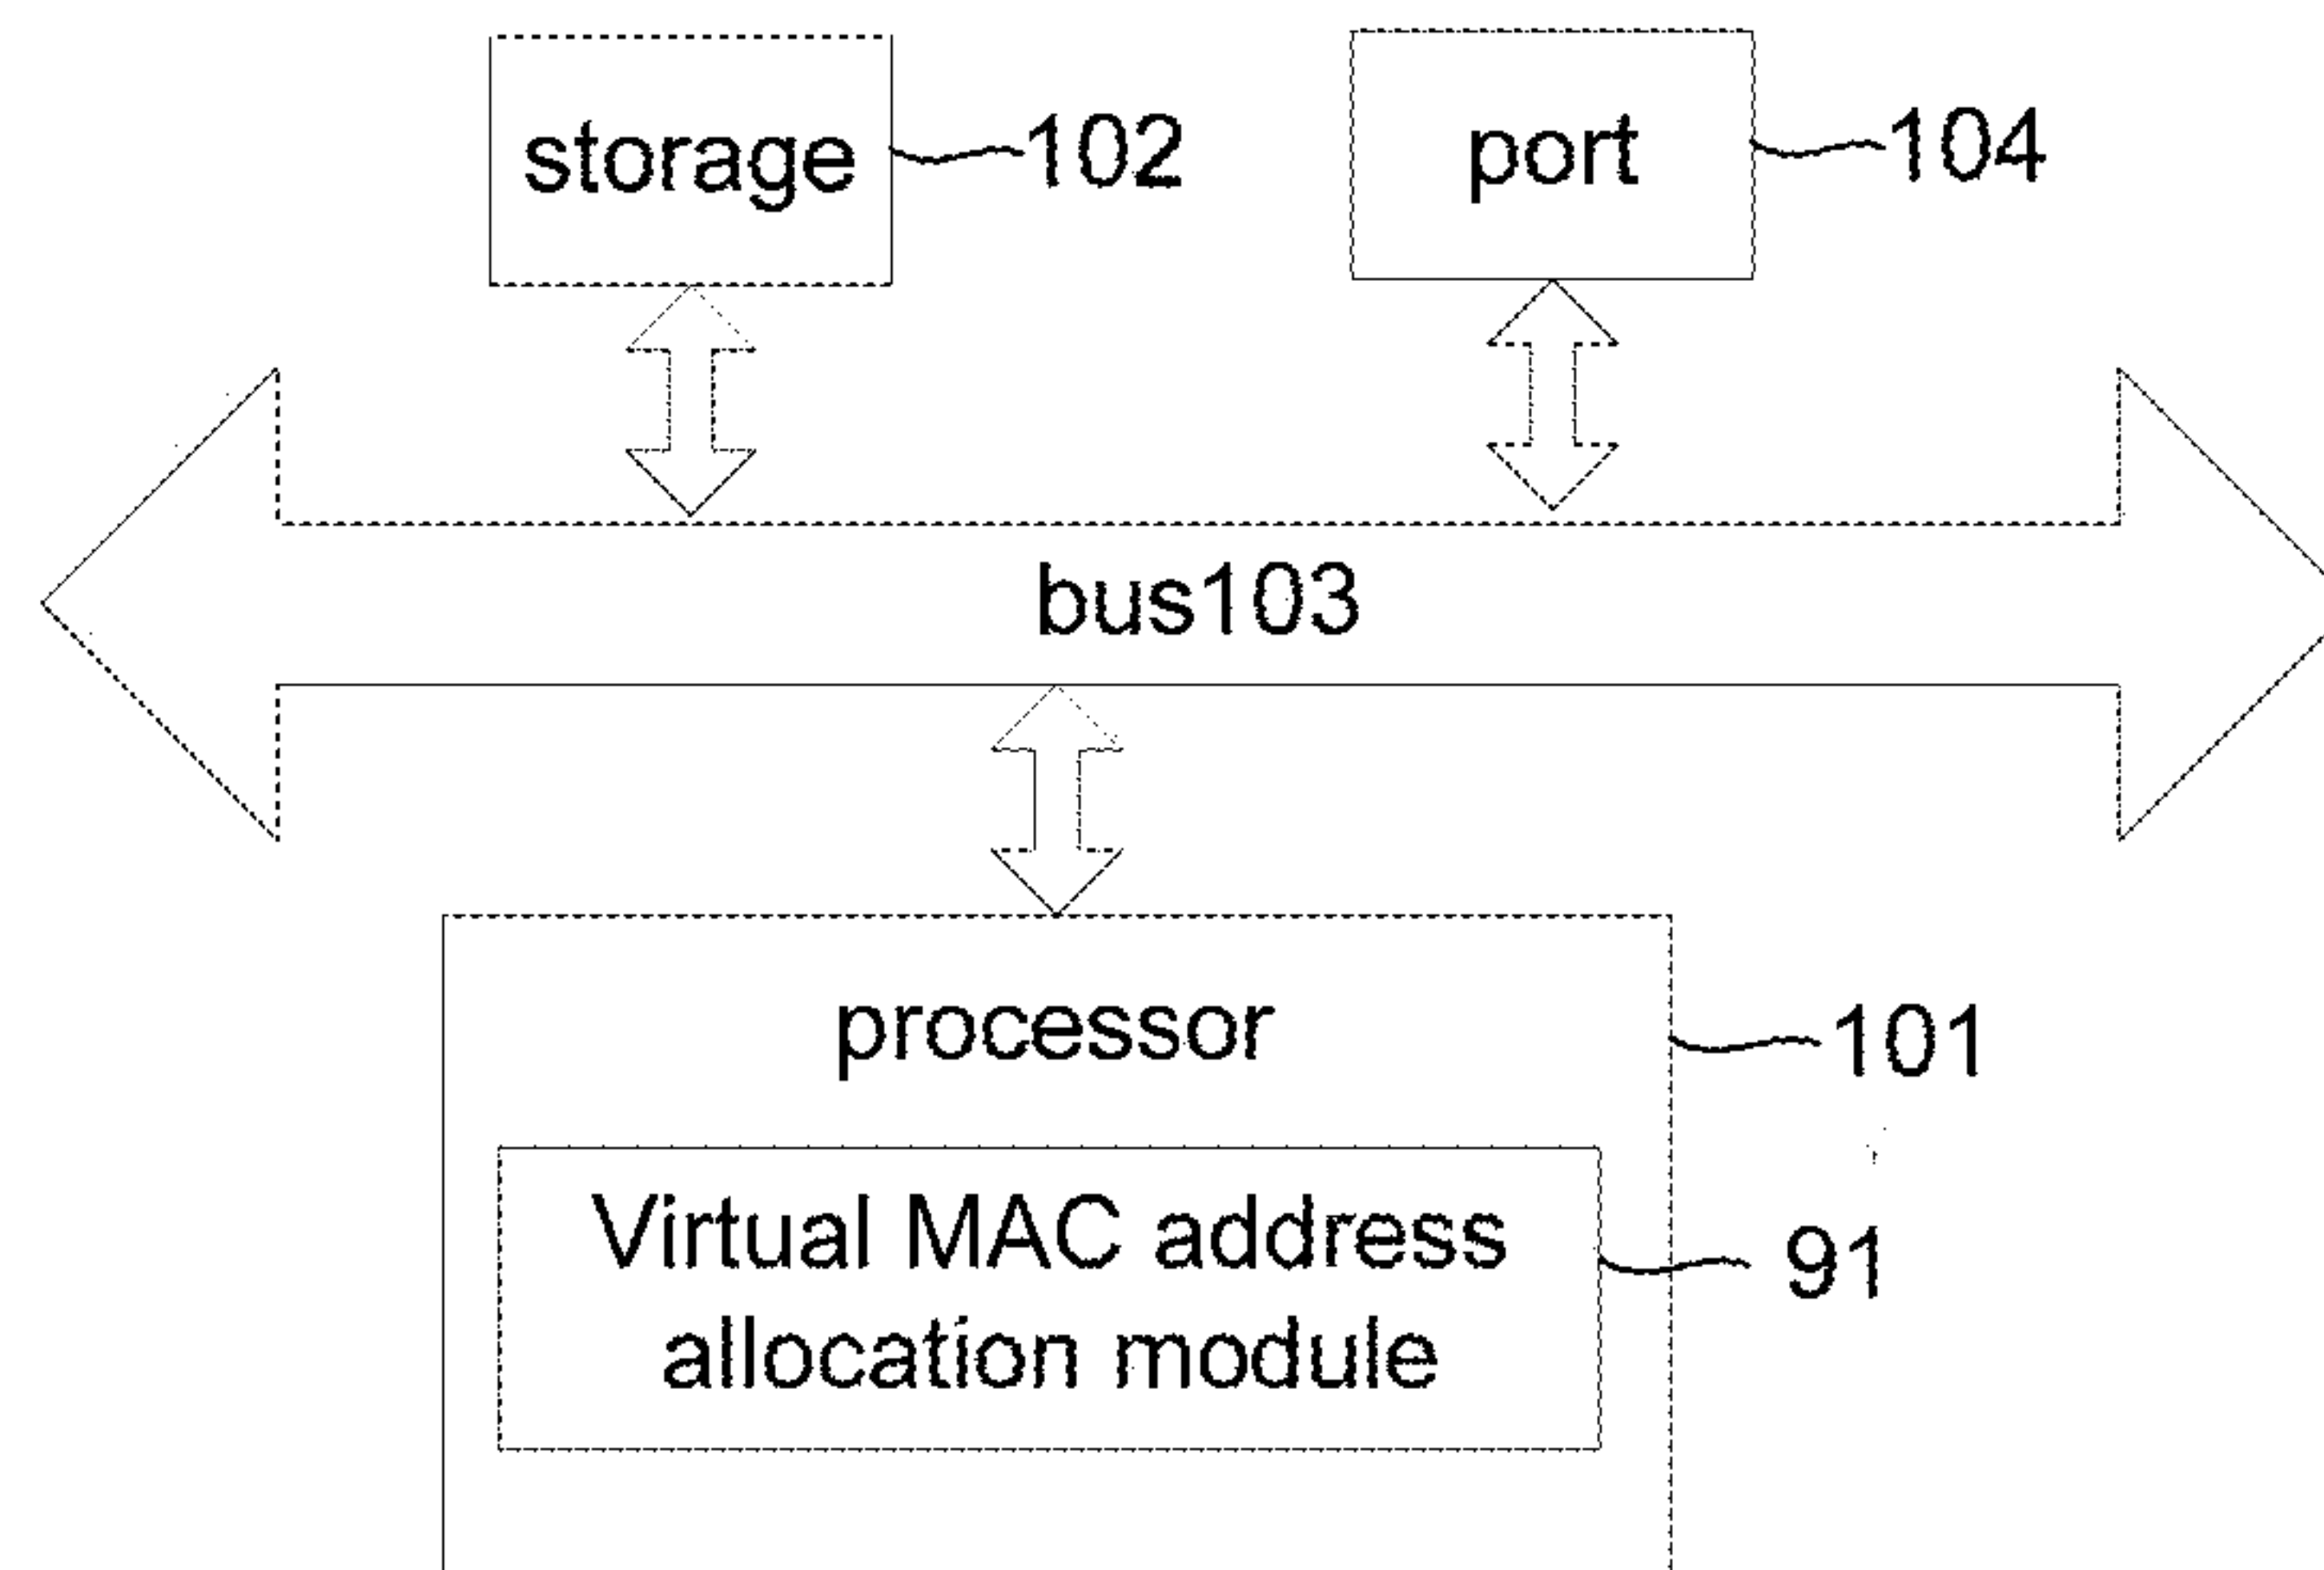 storage 102 port 104
bus103
processor
101
Virtual MAC address
91
allocation module